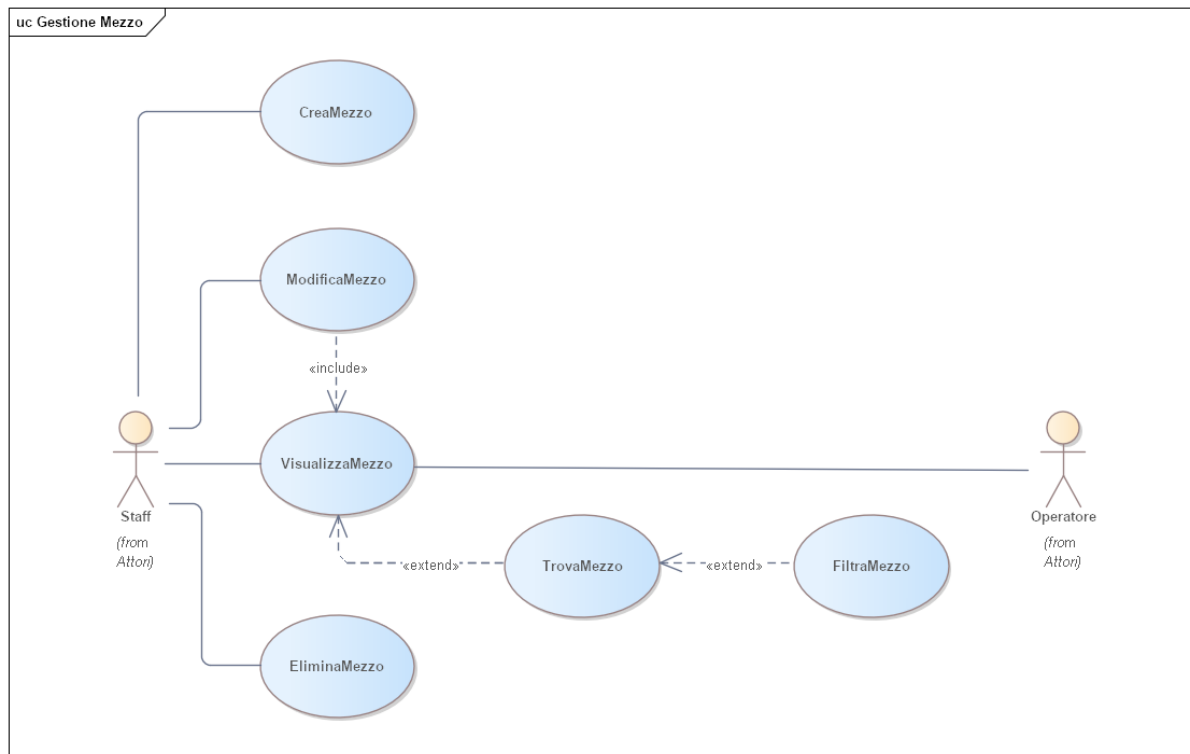 uc Gestione Mezzo
CreaMezzo
ModificaMezzo
«include»
VisualizzaMezzo
Staff
(from
Attori)
Operatore
(from
Attori)
«extend»
TrovaMezzo
«extend»
FiltraMezzo
EliminaMezzo